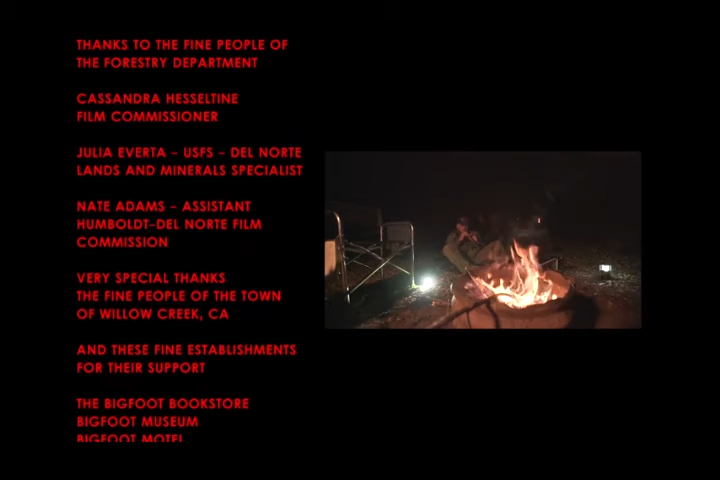 THANKS TO THE FINE PEOPLE OF
THE FORESTRY DEPARTMENT
CASSANDRA HESSELTINE
FILM COMMISSIONER
JULIA EVERTA – USFS – DEL NORTE
LANDS AND MINERALS SPECIALIST
NATE ADAMS – ASSISTANT
HUMBOLDT–DEL NORTE FILM
COMMISSION
VERY SPECIAL THANKS
THE FINE PEOPLE OF THE TOWN
OF WILLOW CREEK, CA
AND THESE FINE ESTABLISHMENTS
FOR THEIR SUPPORT
THE BIGFOOT BOOKSTORE
BIGFOOT MUSEUM
BIGFOOT MOTEL